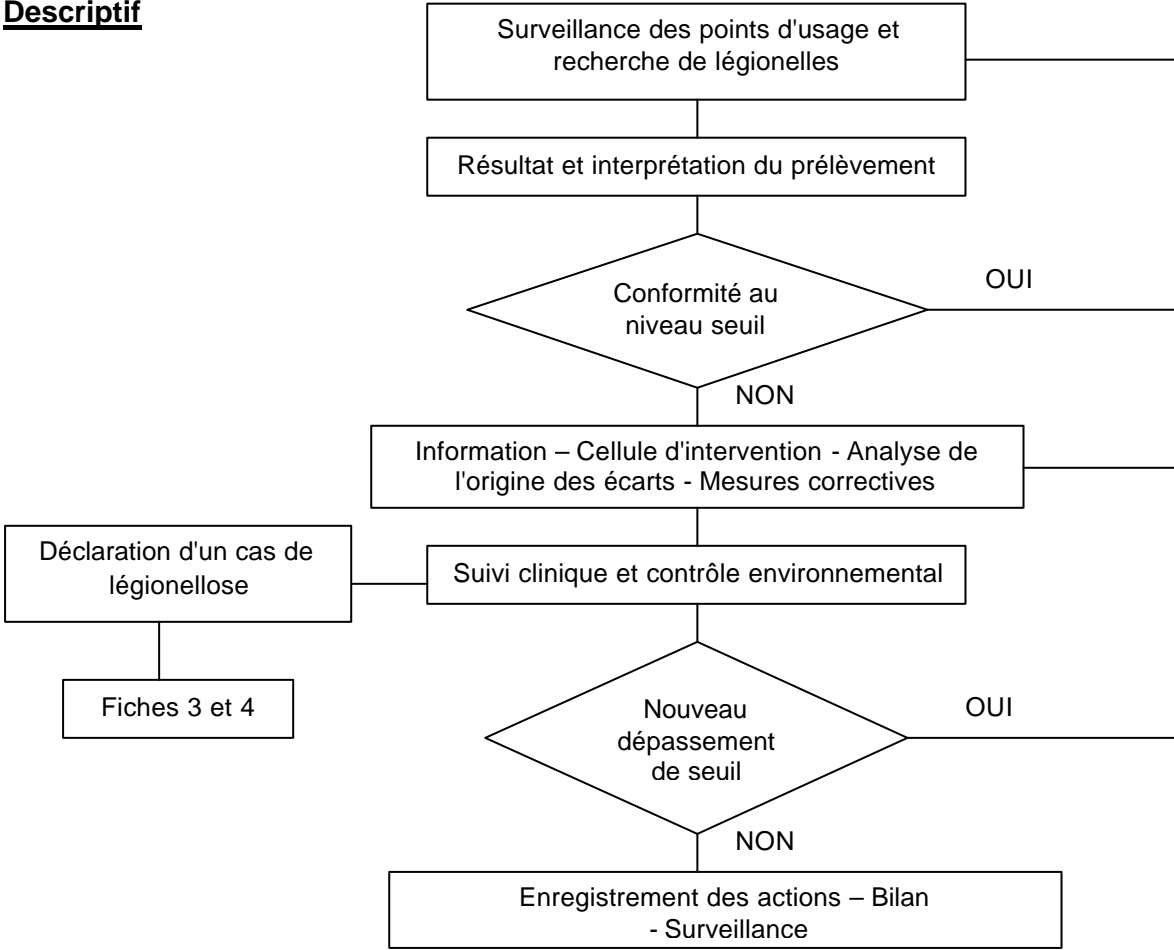 Descriptif
Surveillance des points d'usage et
recherche de légionelles
Résultat et interprétation du prélèvement
Conformité au
niveau seuil
OUI
NON
Information – Cellule d'intervention - Analyse de
l'origine des écarts - Mesures correctives
Déclaration d'un cas de
légionellose
Suivi clinique et contrôle environnemental
Fiches 3 et 4
Nouveau
dépassement
de seuil
OUI
NON
Enregistrement des actions – Bilan
- Surveillance